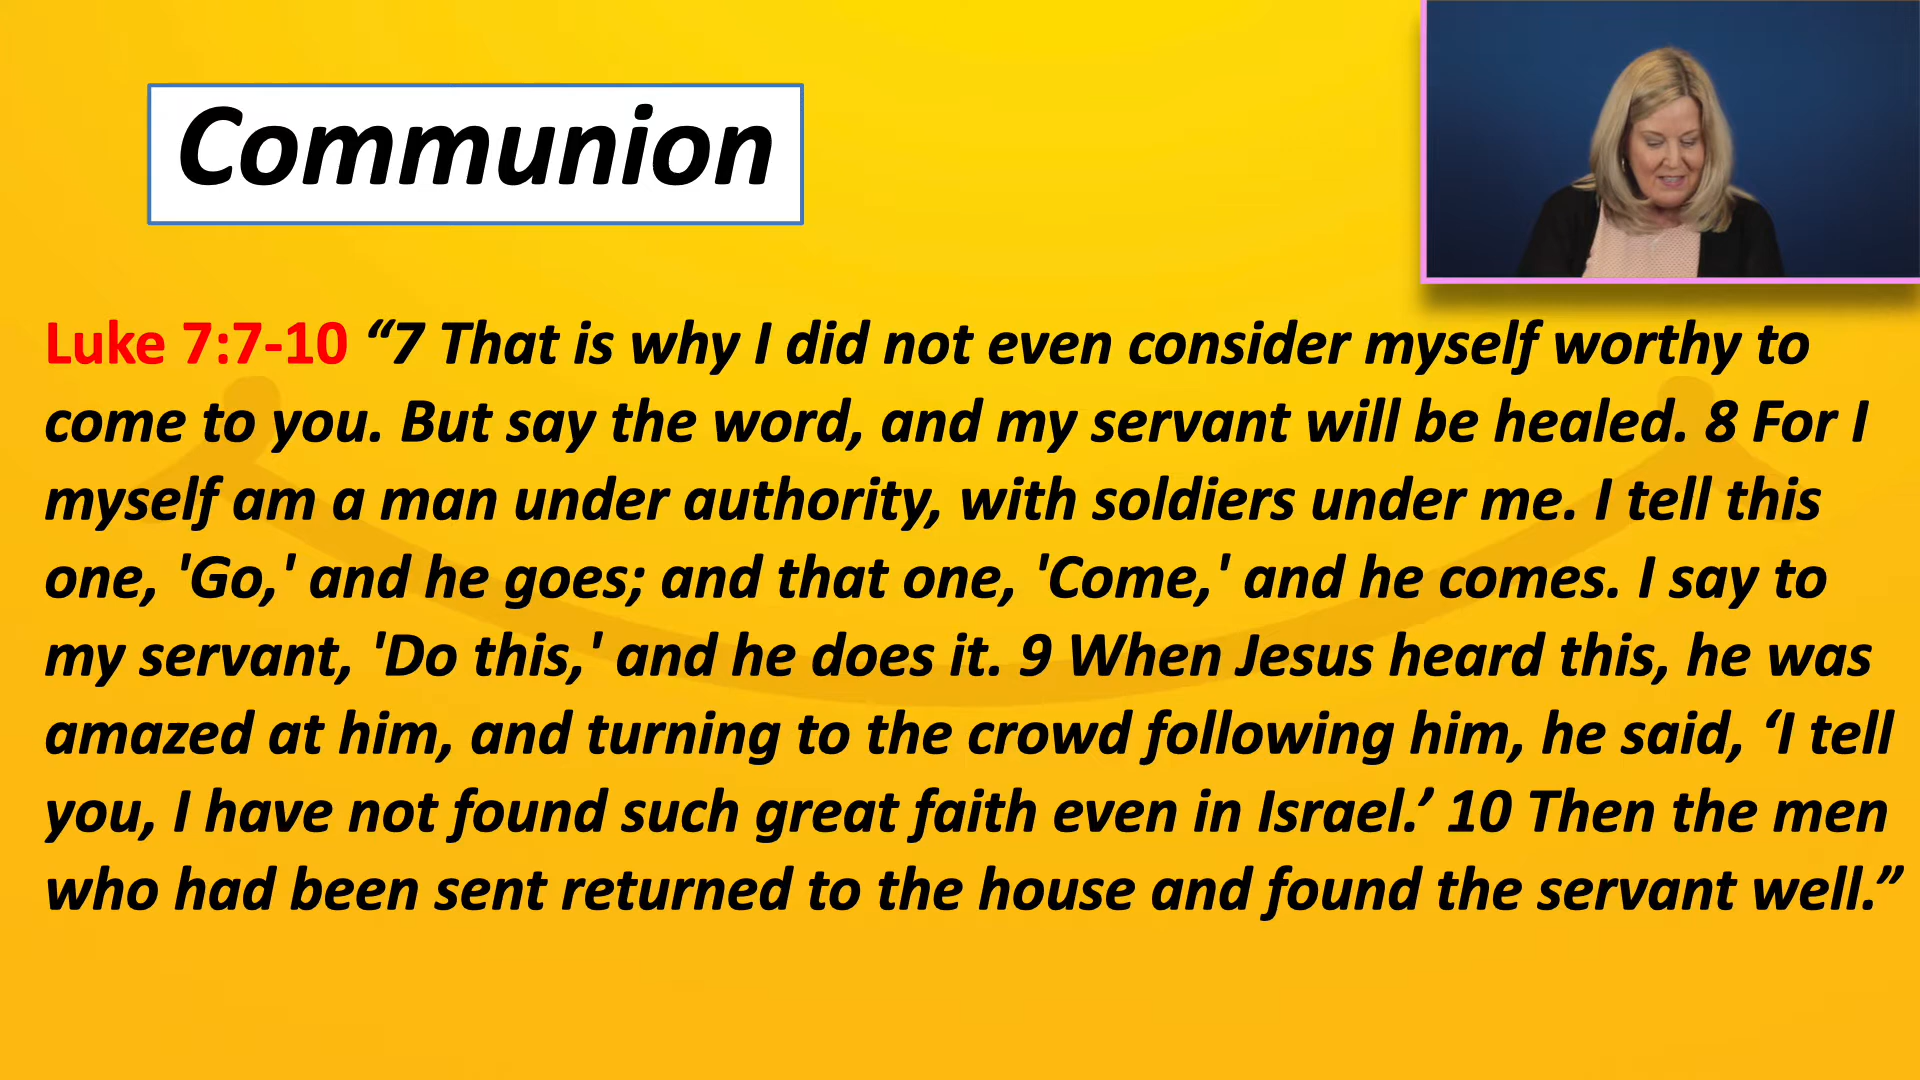 Communion
Luke 7:7-10 “7 That is why I did not even consider myself worthy to
come to you. But say the word, and my servant will be healed. 8 For I
myself am a man under authority, with soldiers under me. I tell this
one, 'Go,' and he goes; and that one, 'Come,' and he comes. I say to
my servant, 'Do this,' and he does it. 9 When Jesus heard this, he was
amazed at him, and turning to the crowd following him, he said, ‘I tell
you, I have not found such great faith even in Israel.’ 10 Then the men
who had been sent returned to the house and found the servant well.”